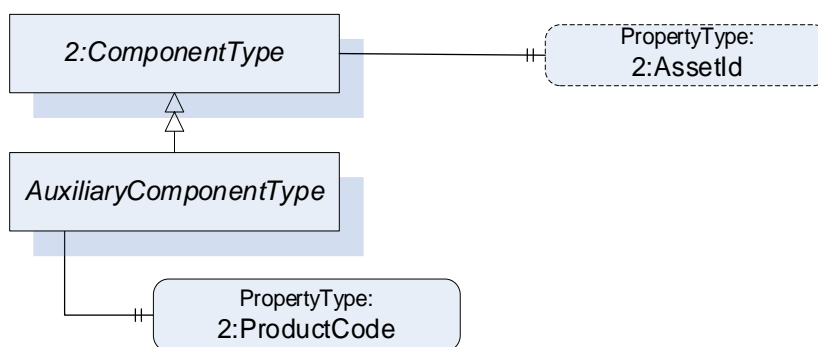 2:ComponentType
PropertyType:
2:AssetId
AuxiliaryComponentType
PropertyType:
2:ProductCode